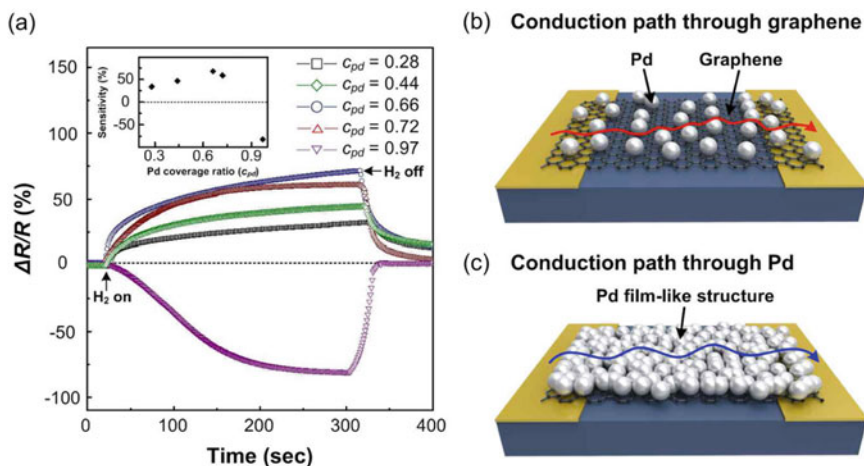 (a)
150
100
50
0
-50
-100
ΔR/R (%)
0 100 200 300 400
Time (sec)
Sensitivity (%)
50
0
-50
0.3 0.6 0.9
Pd coverage ratio (cpd)
cpd = 0.28
cpd = 0.44
cpd = 0.66
cpd = 0.72
cpd = 0.97
H2 off
H2 on
(b) Conduction path through graphene
Pd Graphene
(c) Conduction path through Pd
Pd film-like structure